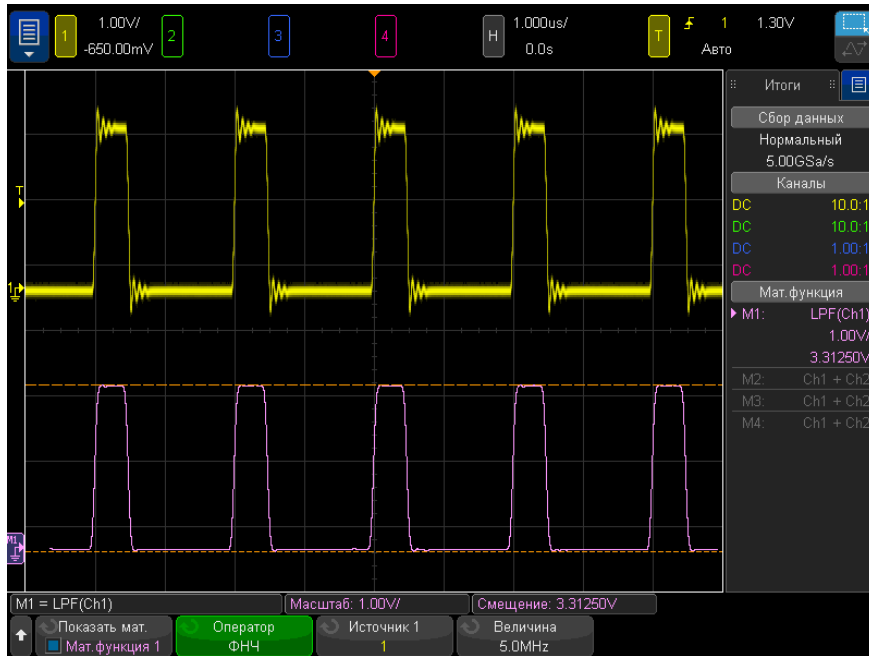 1 1.00V/ -650.00mV 2 3 4 H 1.000us/ 0.0s T 1 1.30V Авто
Итоги
Сбор данных
Нормальный
5.00GSa/s
Каналы
DC 10.0:1
DC 10.0:1
DC 1.00:1
DC 1.00:1
Мат.функция
M1: LPF(Ch1)
1.00V/
3.31250V
M2: Ch1 + Ch2
M3: Ch1 + Ch2
M4: Ch1 + Ch2
T
1
M1
M1 = LPF(Ch1) Масштаб: 1.00V/ Смещение: 3.31250V
Показать мат. Оператор Источник 1 Величина
Мат.функция 1 ФНЧ 1 5.0MHz